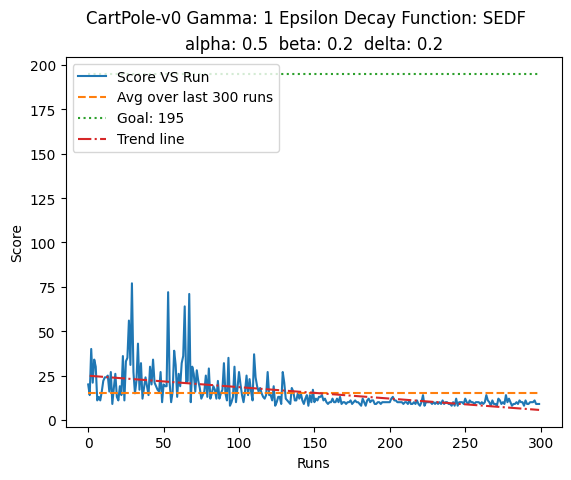 CartPole-v0 Gamma: 1 Epsilon Decay Function: SEDF
alpha: 0.5 beta: 0.2 delta: 0.2
Score VS Run
Avg over last 300 runs
Goal: 195
Trend line
200
175
150
125
100
75
50
25
0
Score
0 50 100 150 200 250 300
Runs